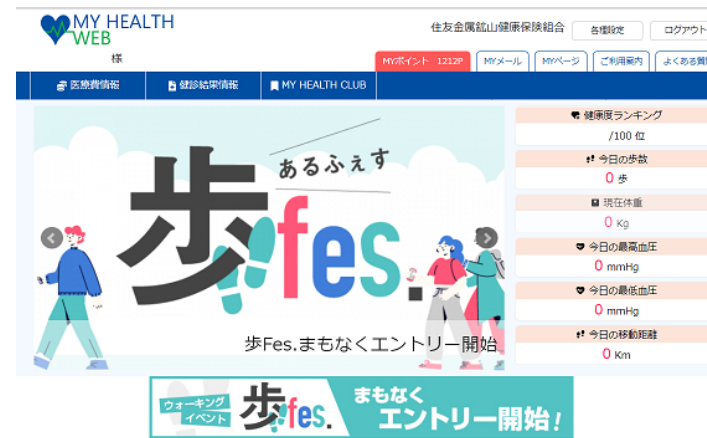 MY HEALTH
WEB
住友金属鉱山健康保険組合
各種設定
ログアウト
様
MYポイント 1212P
MYメール
MYページ
ご利用案内
よくある質問
医療費情報
健診結果情報
MY HEALTH CLUB
あるふぇす
歩fes.
歩Fes.まもなくエントリー開始
健康度ランキング
/100 位
今日の歩数
0 歩
現在体重
0 Kg
今日の最高血圧
0 mmHg
今日の最低血圧
0 mmHg
今日の移動距離
0 Km
ウォーキング
イベント
歩fes.
まもなく
エントリー開始!